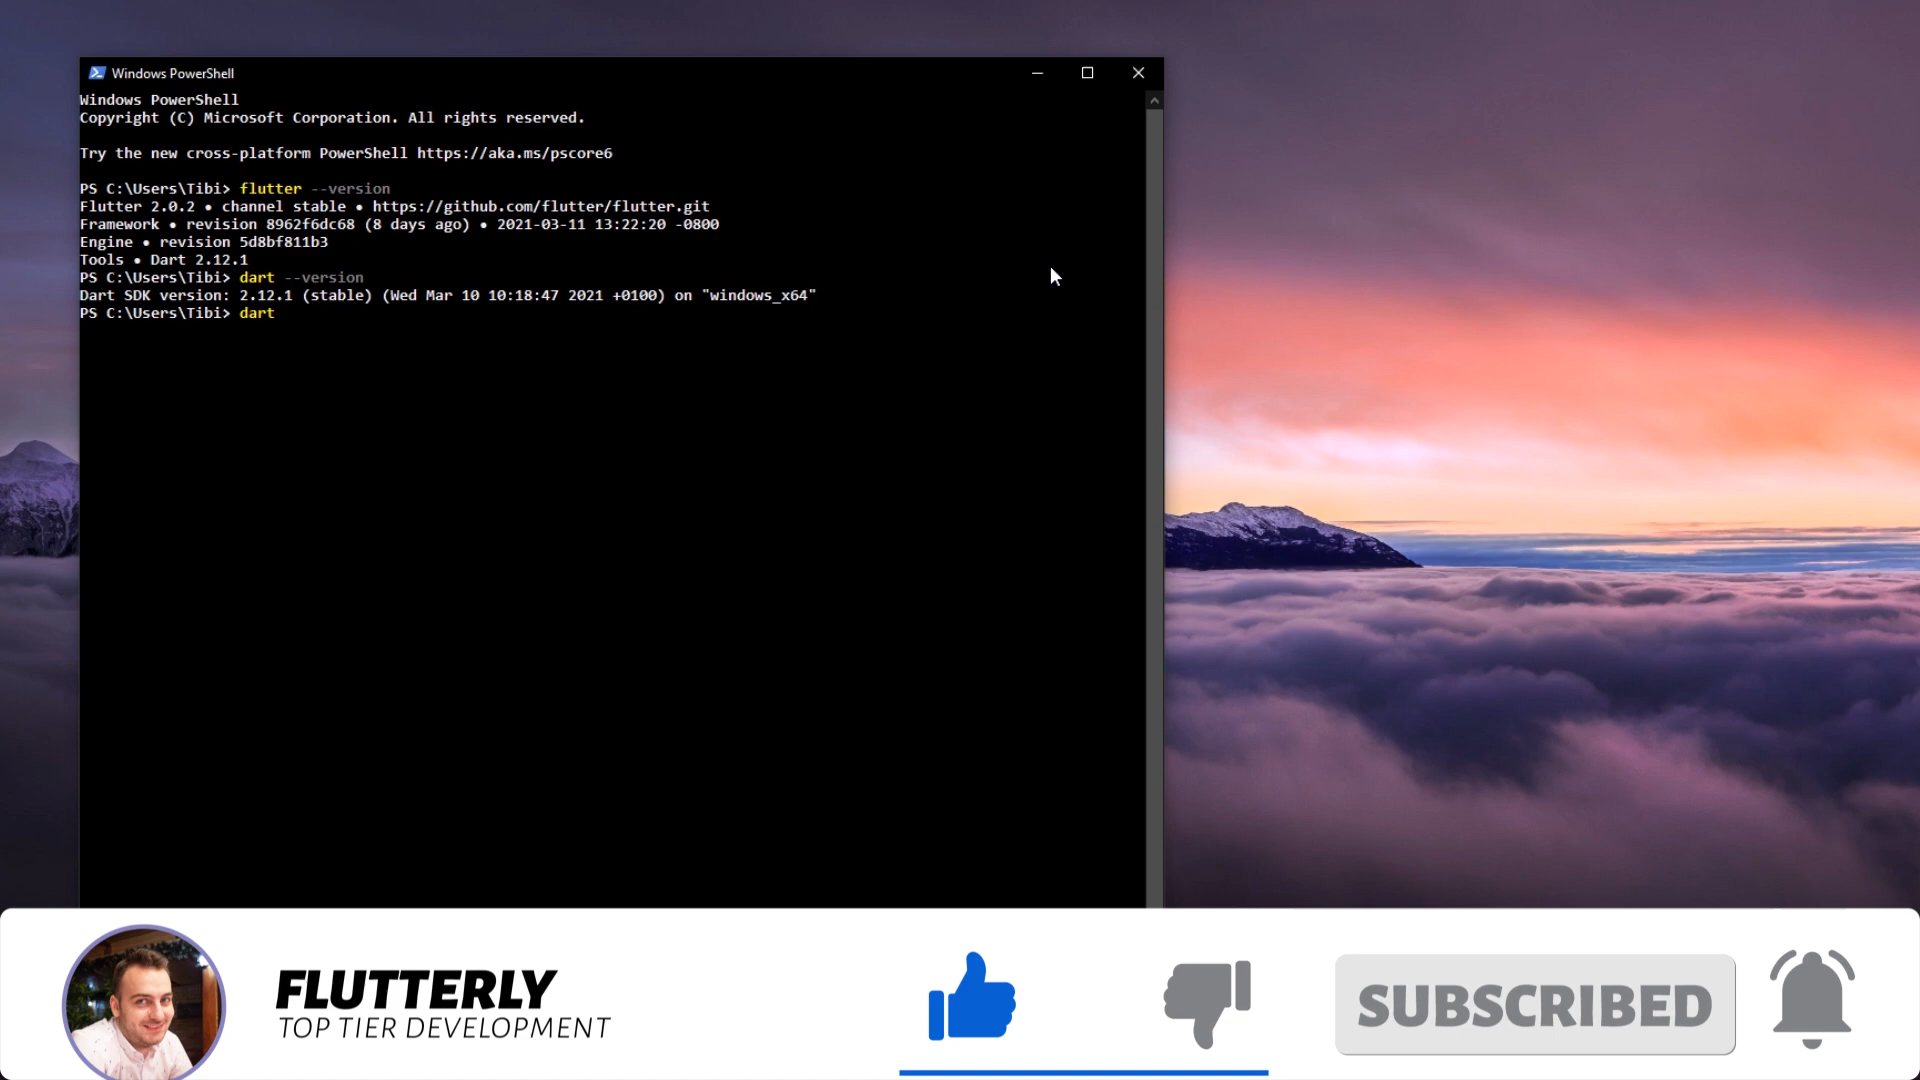 Windows PowerShell
Windows PowerShell
Copyright (C) Microsoft Corporation. All rights reserved.
Try the new cross-platform PowerShell https://aka.ms/pscore6
PS C:\Users\Tibi> flutter --version
Flutter 2.0.2 • channel stable • https://github.com/flutter/flutter.git
Framework • revision 8962f6dc68 (8 days ago) • 2021-03-11 13:22:20 -0800
Engine • revision 5d8bf811b3
Tools • Dart 2.12.1
PS C:\Users\Tibi> dart --version
Dart SDK version: 2.12.1 (stable) (Wed Mar 10 10:18:47 2021 +0100) on "windows_x64"
PS C:\Users\Tibi> dart
FLUTTERLY
TOP TIER DEVELOPMENT
SUBSCRIBED